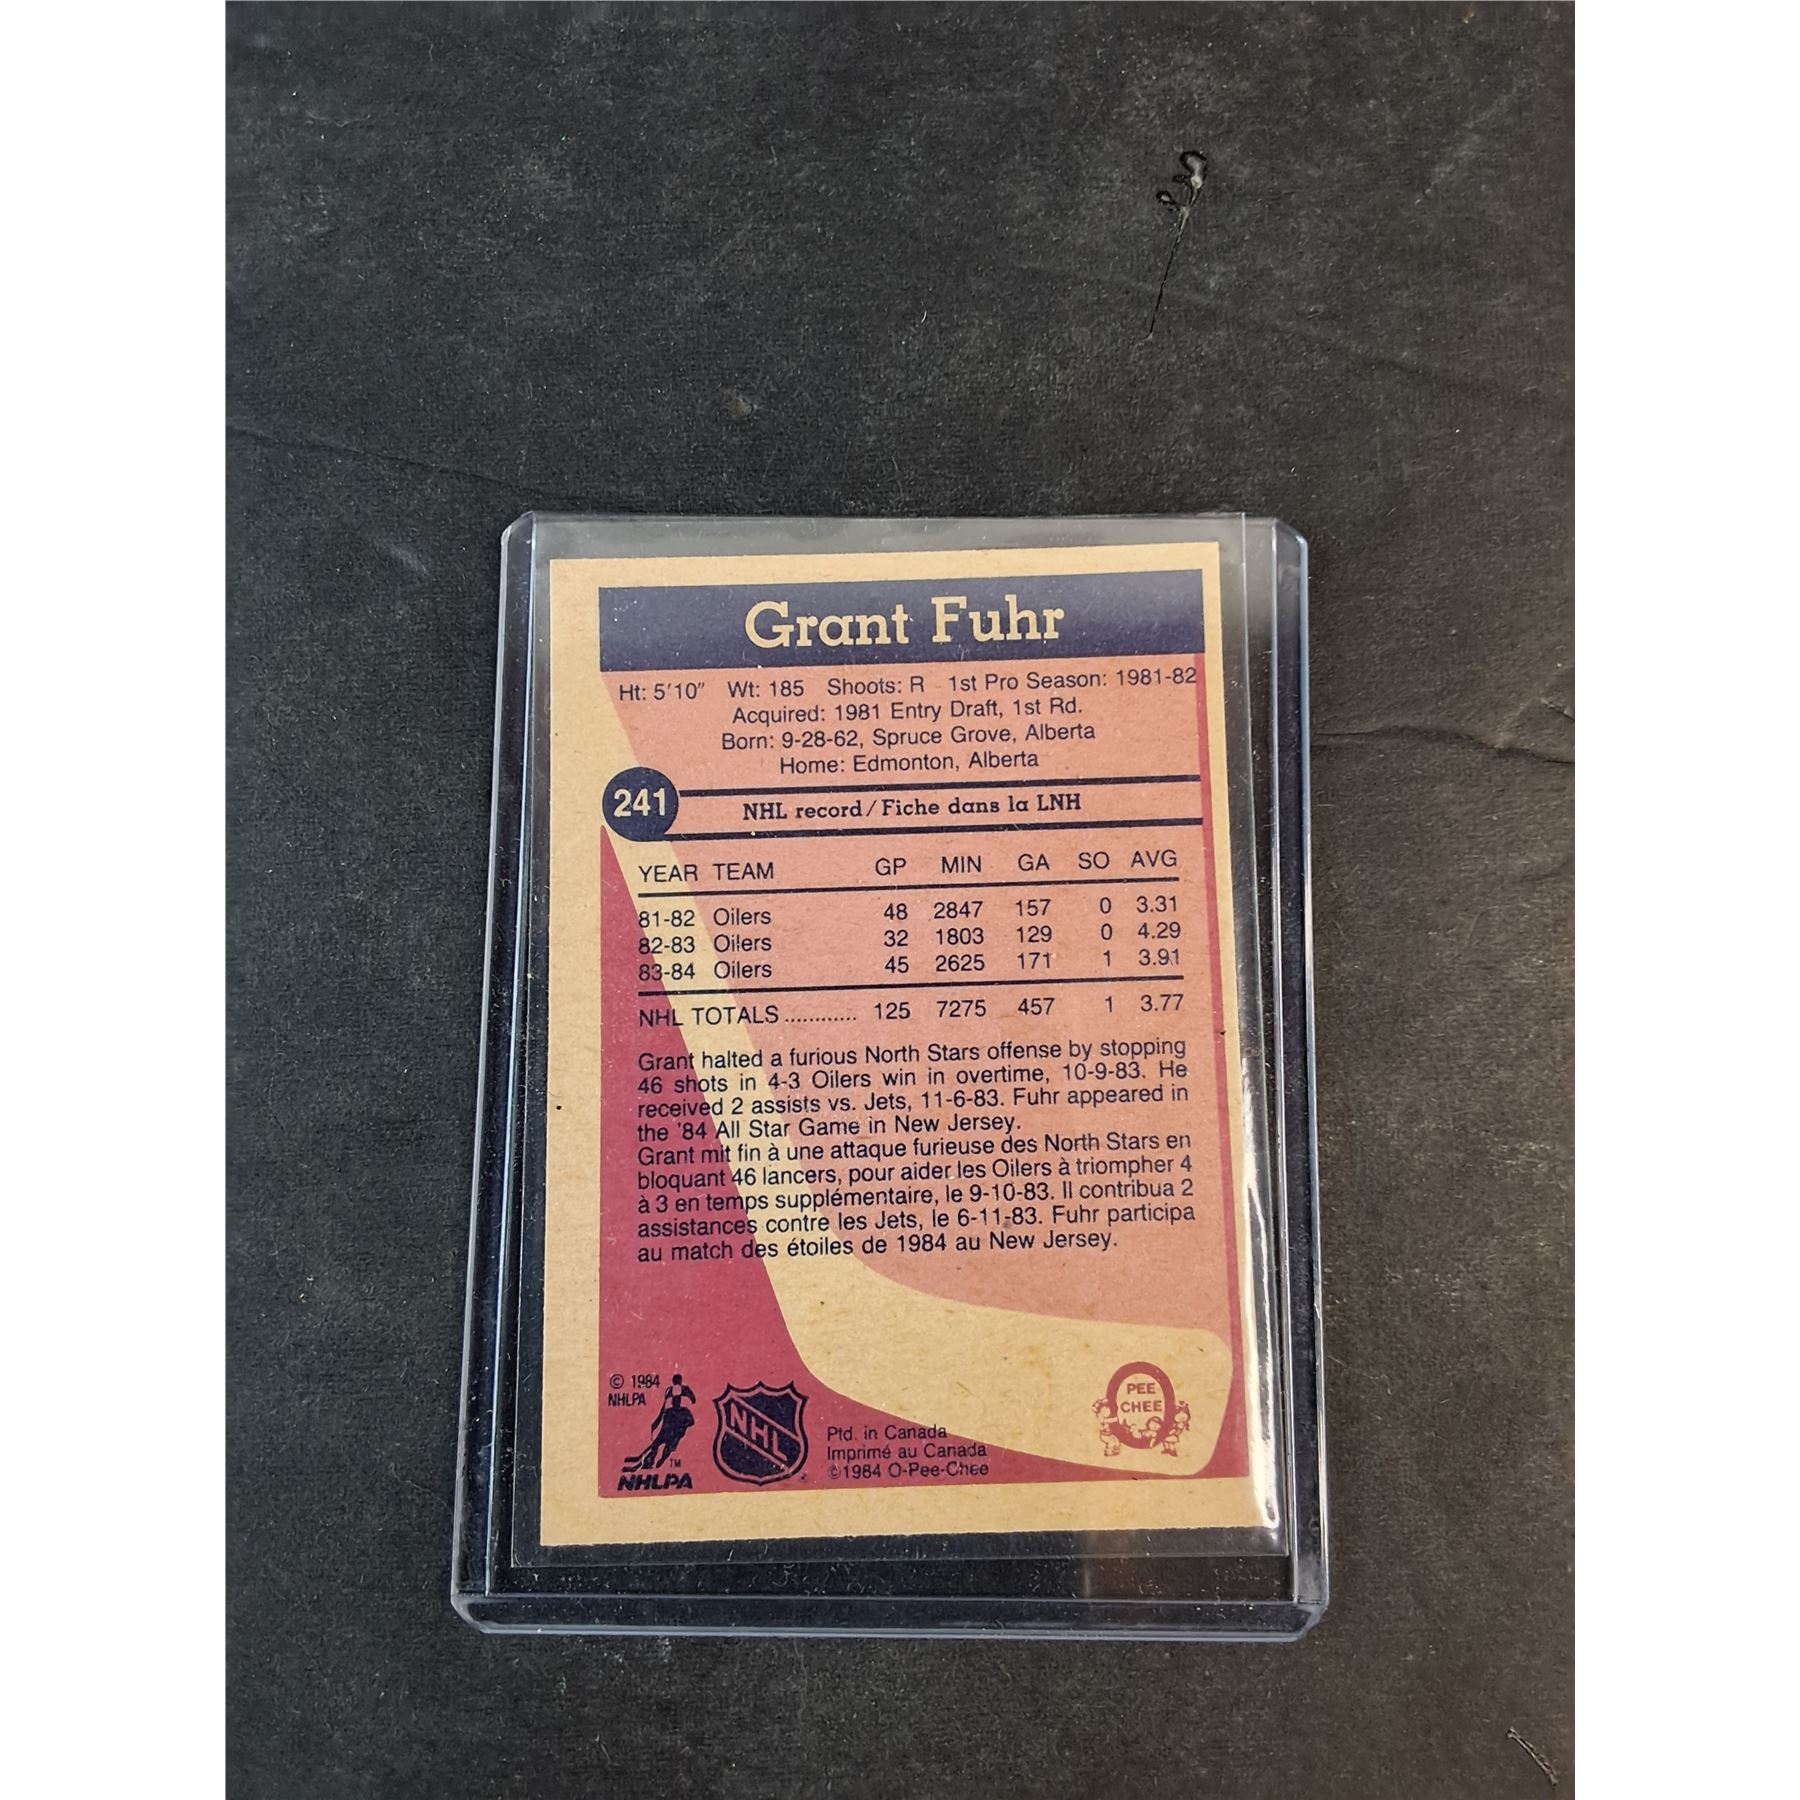 Grant Fuhr
Ht: 5'10" Wt: 185 Shoots: R 1st Pro Season: 1981-82
Acquired: 1981 Entry Draft, 1st Rd.
Born: 9-28-62, Spruce Grove, Alberta
Home: Edmonton, Alberta
241 NHL record/Fiche dans la LNH
YEAR TEAM GP MIN GA SO AVG
81-82 Oilers 48 2847 157 0 3.31
82-83 Oilers 32 1803 129 0 4.29
83-84 Oilers 45 2625 171 1 3.91
NHL TOTALS ............ 125 7275 457 1 3.77
Grant halted a furious North Stars offense by stopping
46 shots in 4-3 Oilers win in overtime, 10-9-83. He
received 2 assists vs. Jets, 11-6-83. Fuhr appeared in
the '84 All Star Game in New Jersey.
Grant mit fin à une attaque furieuse des North Stars en
bloquant 46 lancers, pour aider les Oilers à triompher 4
à 3 en temps supplémentaire, le 9-10-83. Il contribua 2
assistances contre les Jets, le 6-11-83. Fuhr participa
au match des étoiles de 1984 au New Jersey.
© 1984
NHLPA
TM
NHLPA
NHL
Ptd. in Canada
Imprimé au Canada
©1984 O-Pee-Chee
PEE
CHEE